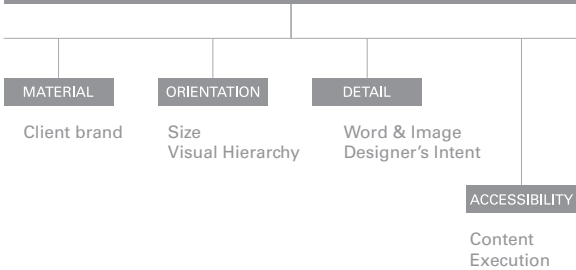 MATERIAL
Client brand
ORIENTATION
Size
Visual Hierarchy
DETAIL
Word & Image
Designer's Intent
ACCESSIBILITY
Content
Execution